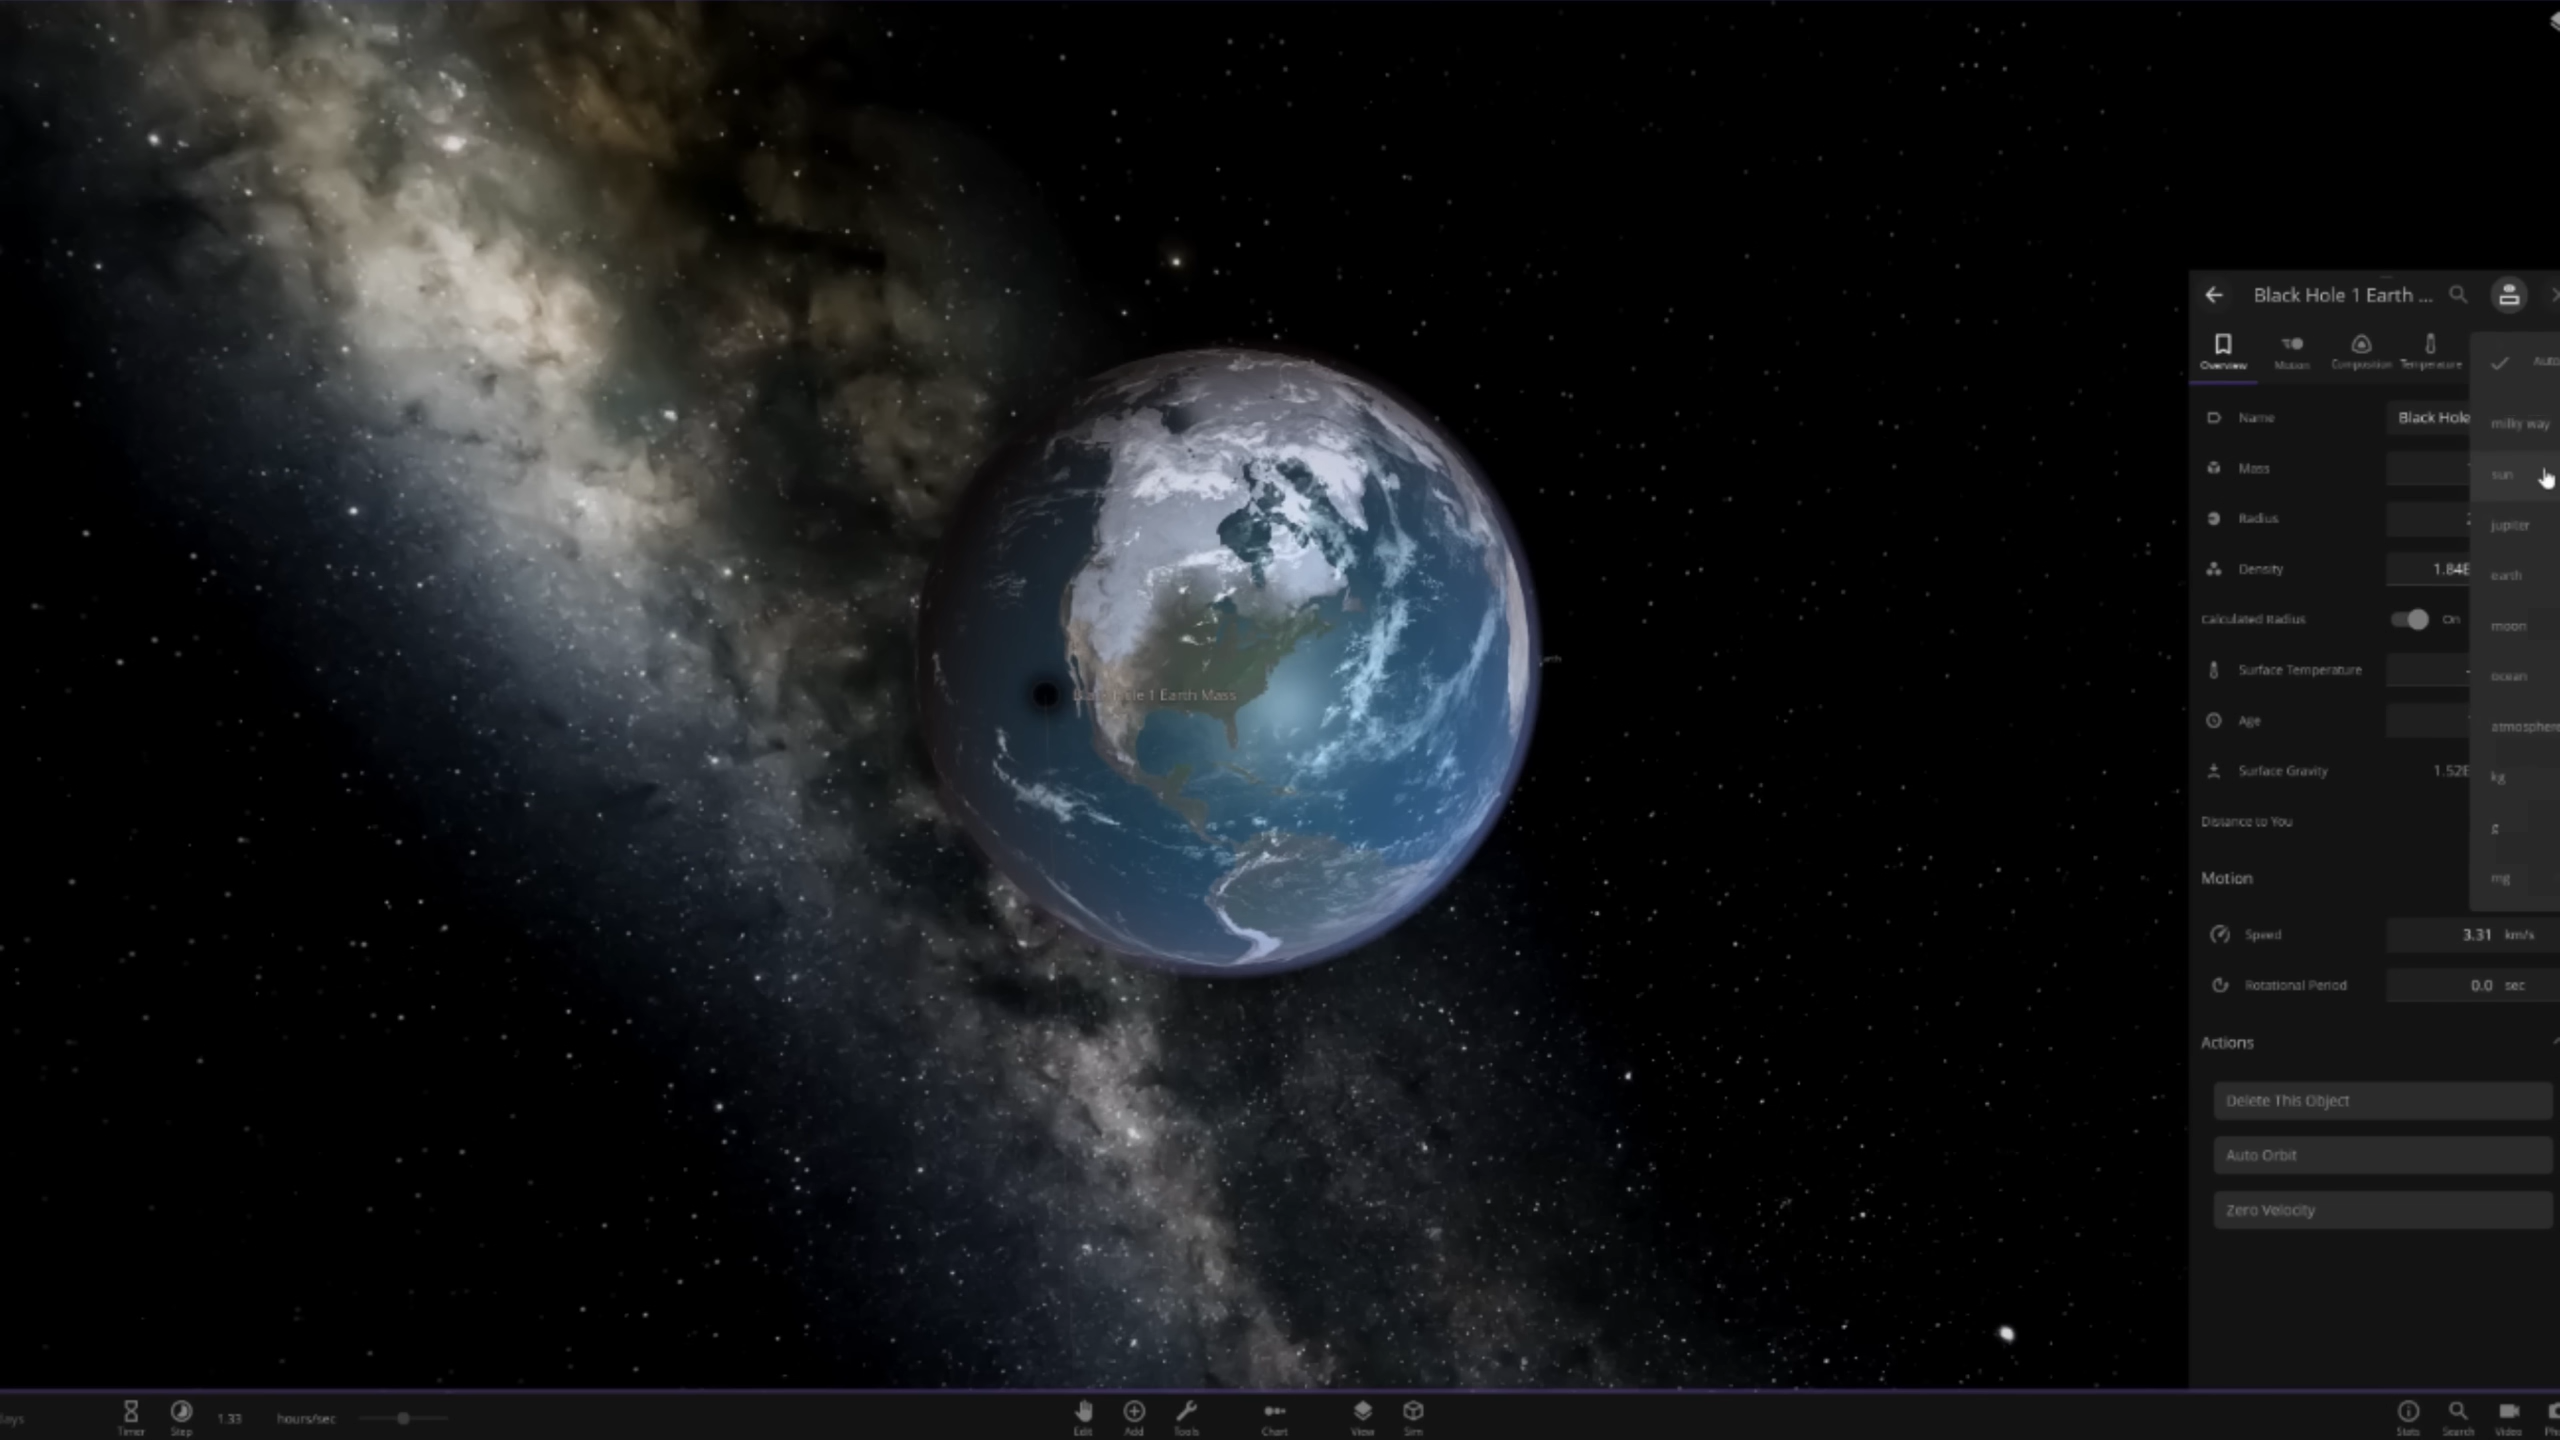 Black Hole 1 Earth ...
Overview Motion Composition Temperature
Auto
Name Black Hole
milky way
Mass
sun
Radius
jupiter
Density 1.84E
earth
Calculated Radius On
moon
Surface Temperature
ocean
Age
atmosphere
Surface Gravity 1.52E
kg
Distance to You
g
Motion
mg
Speed 3.31 km/s
Rotational Period 0.0 sec
Actions
Delete This Object
Auto Orbit
Zero Velocity
Hole 1 Earth Mass
Timer Step 1.33 hours/sec
Edit Add Tools Chart View Sim
Stats Search Video